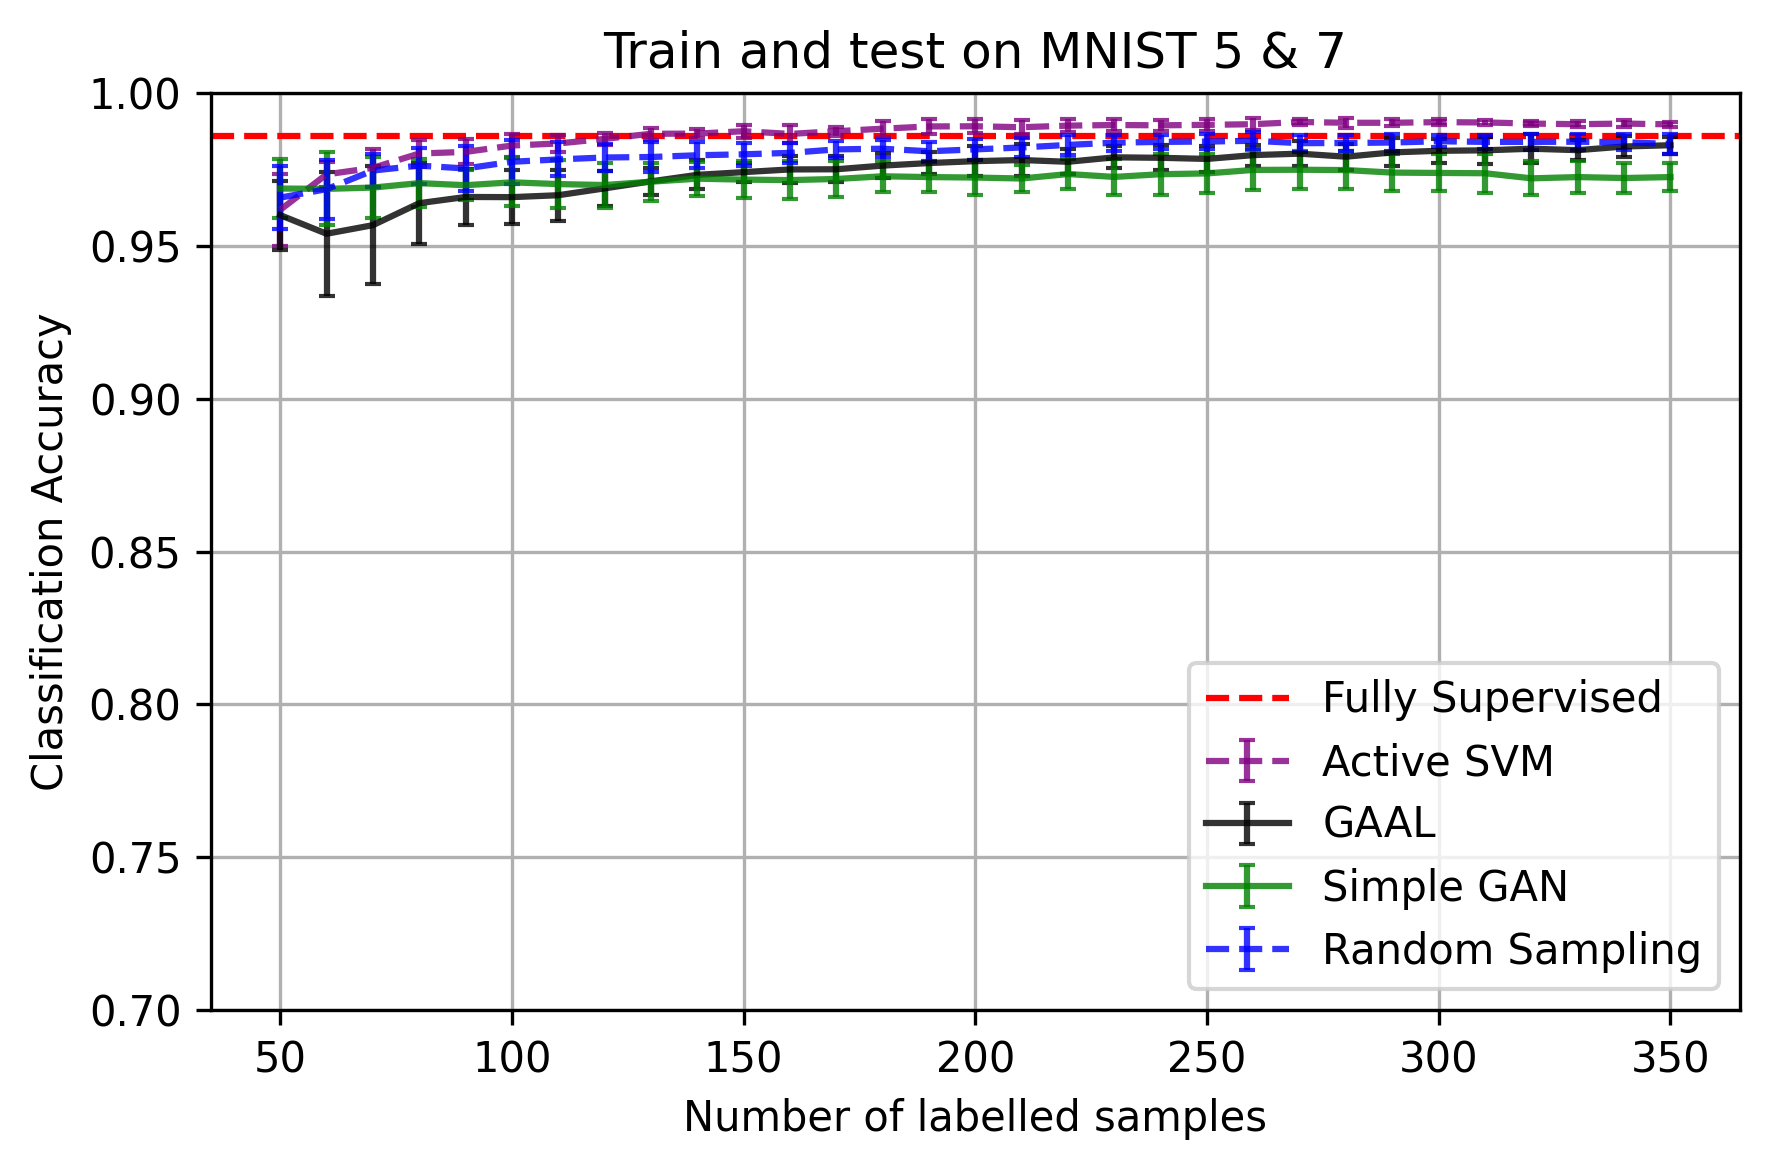 Train and test on MNIST 5 & 7
1.00
0.95
0.90
0.85
0.80
0.75
0.70
Classification Accuracy
50 100 150 200 250 300 350
Number of labelled samples
Fully Supervised
Active SVM
GAAL
Simple GAN
Random Sampling